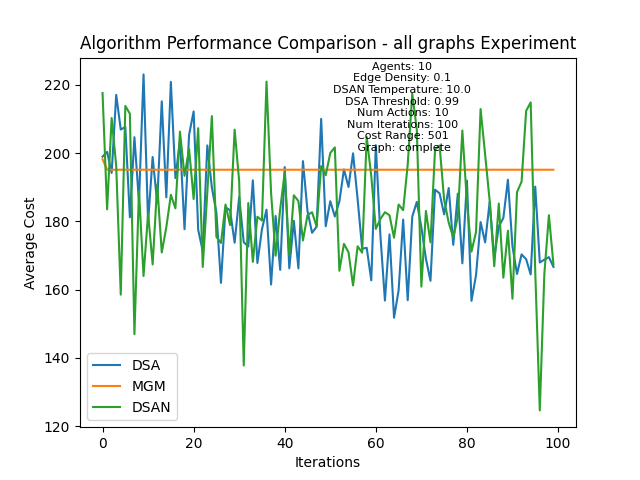 Algorithm Performance Comparison - all graphs Experiment
Agents: 10
Edge Density: 0.1
DSAN Temperature: 10.0
DSA Threshold: 0.99
Num Actions: 10
Num Iterations: 100
Cost Range: 501
Graph: complete
220
200
180
160
140
120
Average Cost
DSA
MGM
DSAN
0 20 40 60 80 100
Iterations